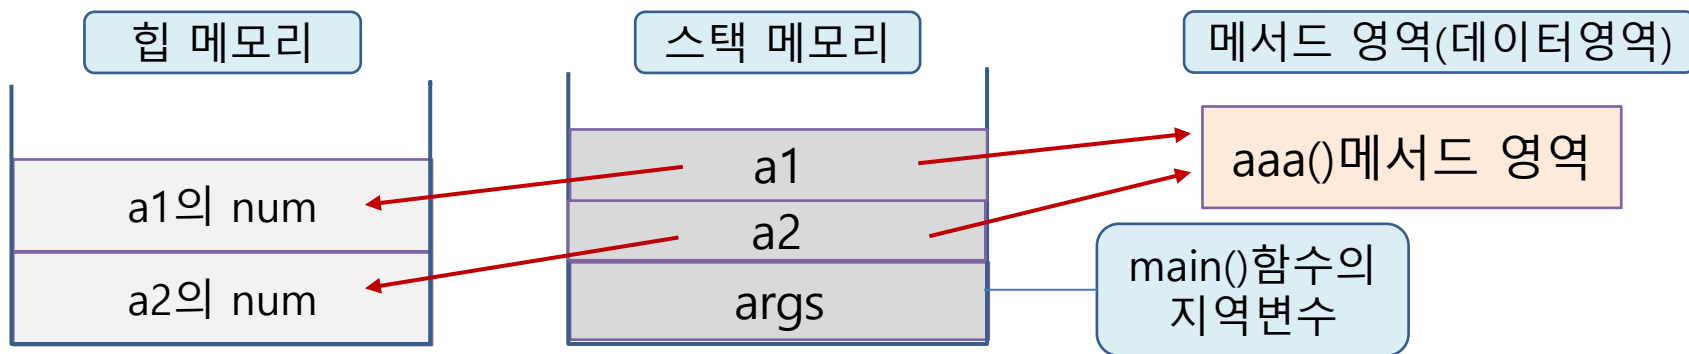 힙 메모리
스택 메모리
메서드 영역(데이터영역)
a1의 num
a2의 num
a1
a2
args
aaa()메서드 영역
main()함수의
지역변수